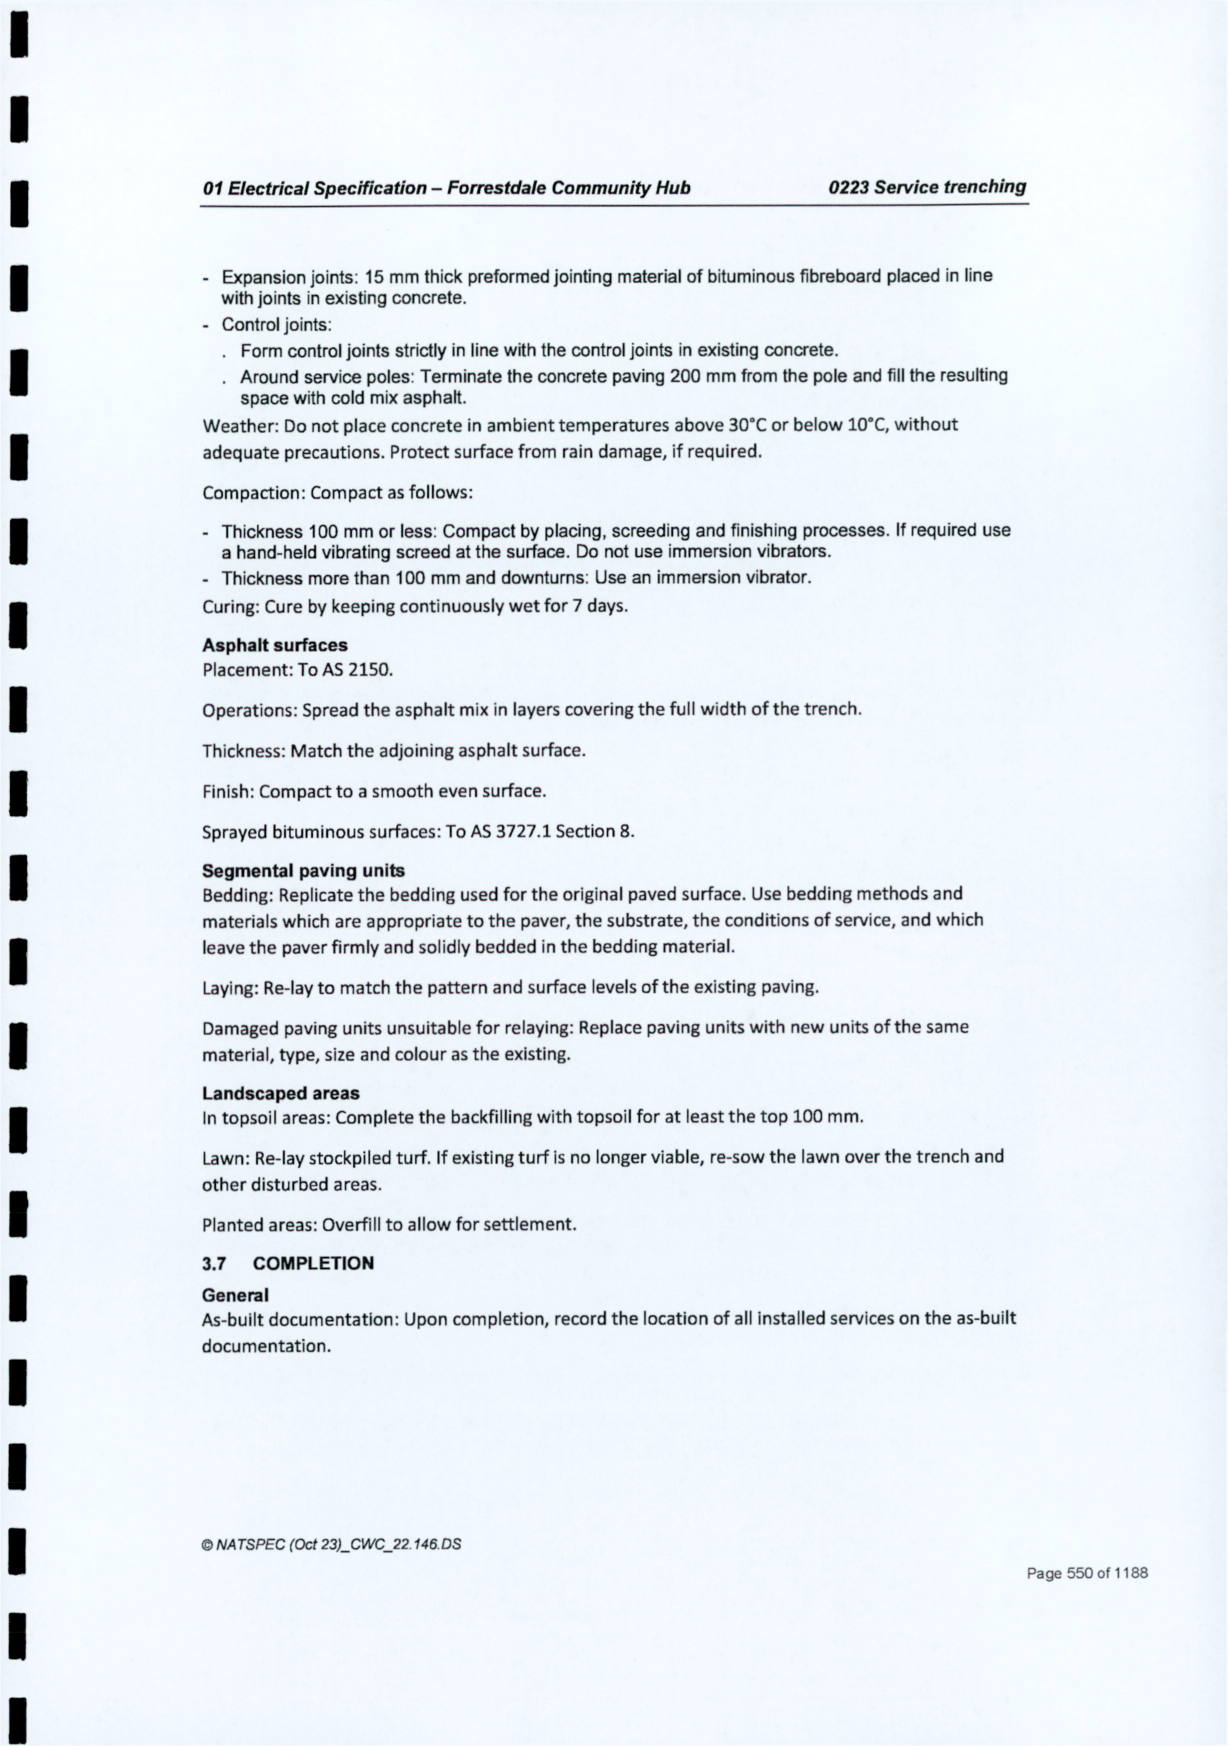 01 Electrical Specification – Forrestdale Community Hub 0223 Service trenching
- Expansion joints: 15 mm thick preformed jointing material of bituminous fibreboard placed in line
with joints in existing concrete.
- Control joints:
. Form control joints strictly in line with the control joints in existing concrete.
. Around service poles: Terminate the concrete paving 200 mm from the pole and fill the resulting
space with cold mix asphalt.
Weather: Do not place concrete in ambient temperatures above 30°C or below 10°C, without
adequate precautions. Protect surface from rain damage, if required.
Compaction: Compact as follows:
- Thickness 100 mm or less: Compact by placing, screeding and finishing processes. If required use
a hand-held vibrating screed at the surface. Do not use immersion vibrators.
- Thickness more than 100 mm and downturns: Use an immersion vibrator.
Curing: Cure by keeping continuously wet for 7 days.
Asphalt surfaces
Placement: To AS 2150.
Operations: Spread the asphalt mix in layers covering the full width of the trench.
Thickness: Match the adjoining asphalt surface.
Finish: Compact to a smooth even surface.
Sprayed bituminous surfaces: To AS 3727.1 Section 8.
Segmental paving units
Bedding: Replicate the bedding used for the original paved surface. Use bedding methods and
materials which are appropriate to the paver, the substrate, the conditions of service, and which
leave the paver firmly and solidly bedded in the bedding material.
Laying: Re-lay to match the pattern and surface levels of the existing paving.
Damaged paving units unsuitable for relaying: Replace paving units with new units of the same
material, type, size and colour as the existing.
Landscaped areas
In topsoil areas: Complete the backfilling with topsoil for at least the top 100 mm.
Lawn: Re-lay stockpiled turf. If existing turf is no longer viable, re-sow the lawn over the trench and
other disturbed areas.
Planted areas: Overfill to allow for settlement.
3.7 COMPLETION
General
As-built documentation: Upon completion, record the location of all installed services on the as-built
documentation.
© NATSPEC (Oct 23)_CWC_22.146.DS
Page 550 of 1188